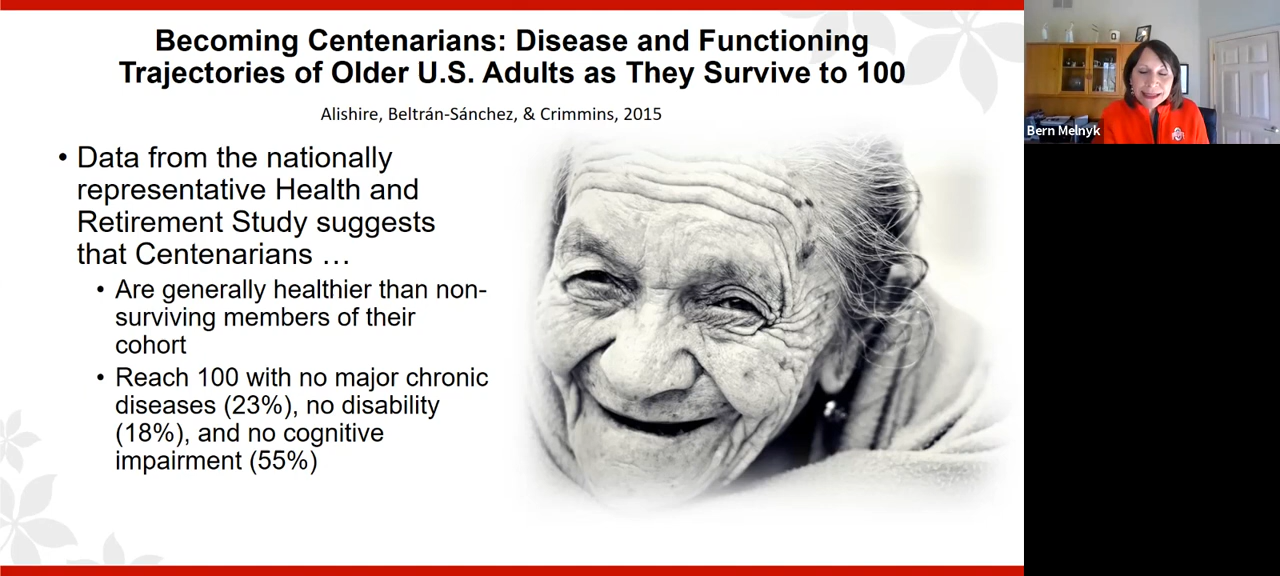 Becoming Centenarians: Disease and Functioning
Trajectories of Older U.S. Adults as They Survive to 100
Alishire, Beltrán-Sánchez, & Crimmins, 2015
• Data from the nationally
representative Health and
Retirement Study suggests
that Centenarians …
• Are generally healthier than non-
surviving members of their
cohort
• Reach 100 with no major chronic
diseases (23%), no disability
(18%), and no cognitive
impairment (55%)
Bern Melnyk